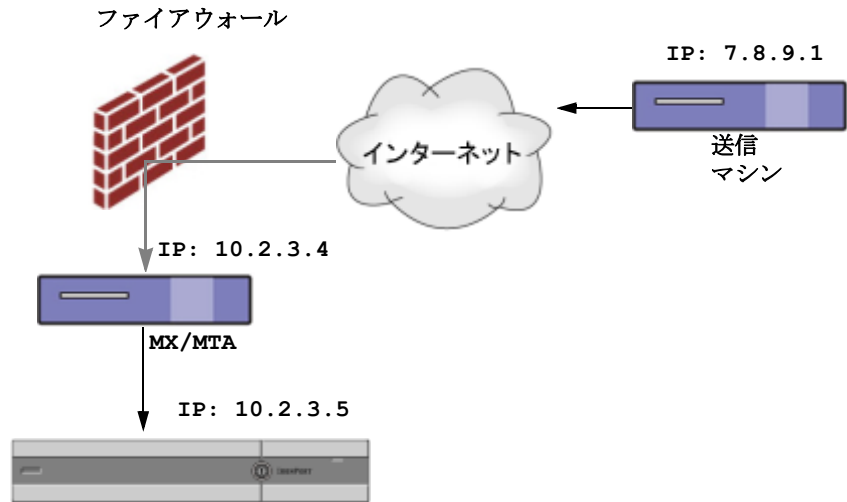 ファイアウォール
IP: 7.8.9.1
インターネット
送信
マシン
IP: 10.2.3.4
MX/MTA
IP: 10.2.3.5